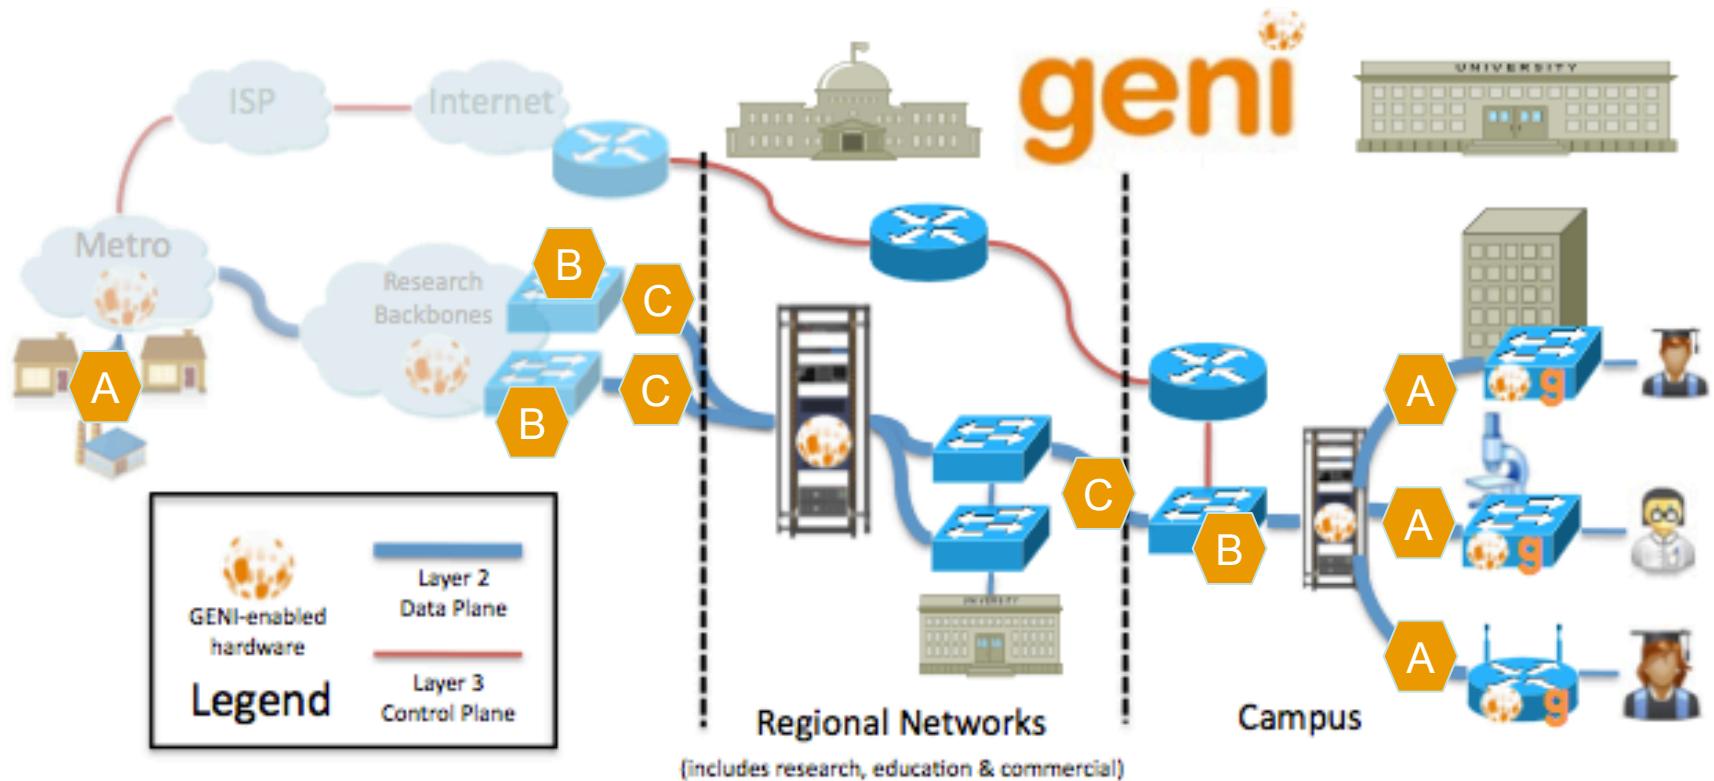 geni
UNIVERSITY
ISP
Internet
Metro
Research
Backbones
B
C
A
C
B
A
g
C
A
g
B
A
g
UNIVERSITY
GENI-enabled
hardware
Legend
Layer 2
Data Plane
Layer 3
Control Plane
Regional Networks
(includes research, education & commercial)
Campus